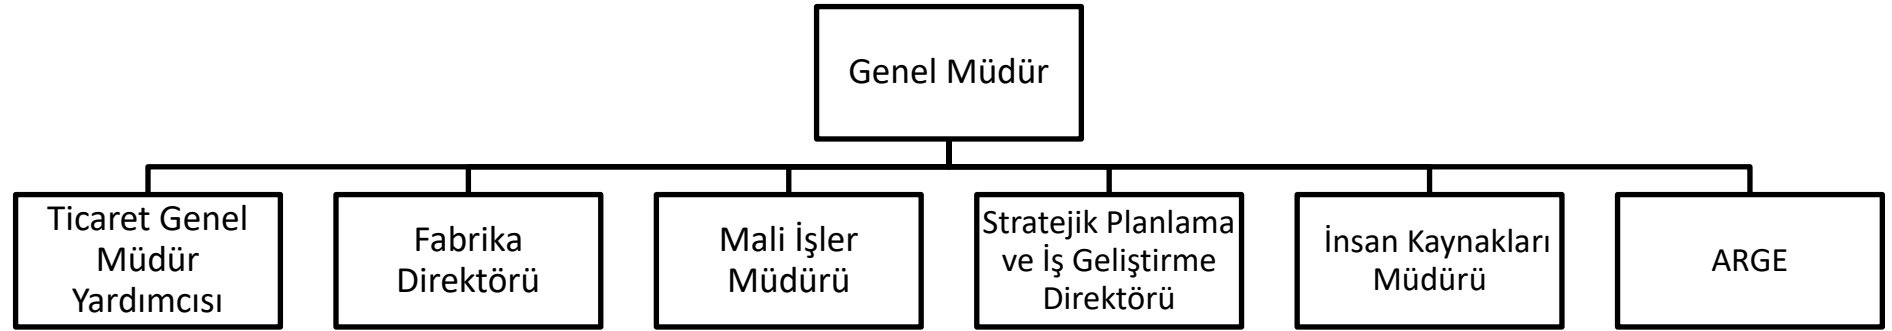 Genel Müdür
Ticaret Genel
Müdür
Yardımcısı
Fabrika
Direktörü
Mali İşler
Müdürü
Stratejik Planlama
ve İş Geliştirme
Direktörü
İnsan Kaynakları
Müdürü
ARGE